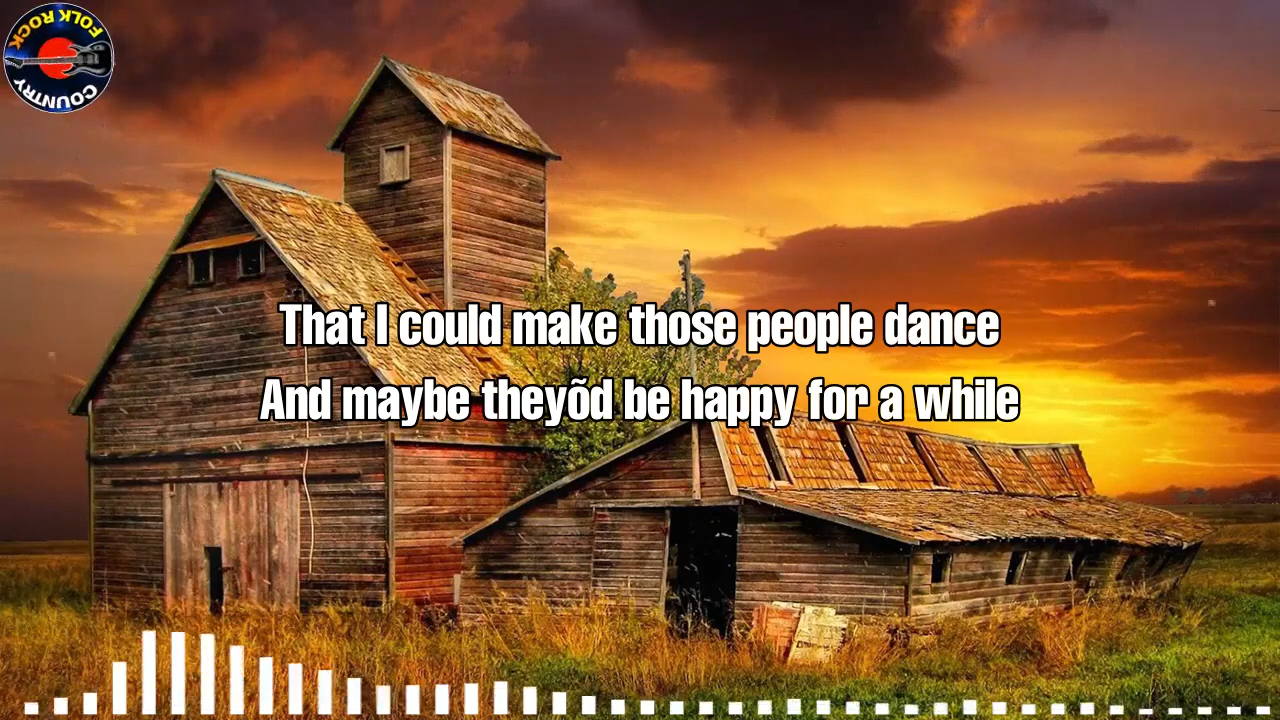 FOLK ROCK
COUNTRY
That I could make those people dance
And maybe theyõd be happy for a while